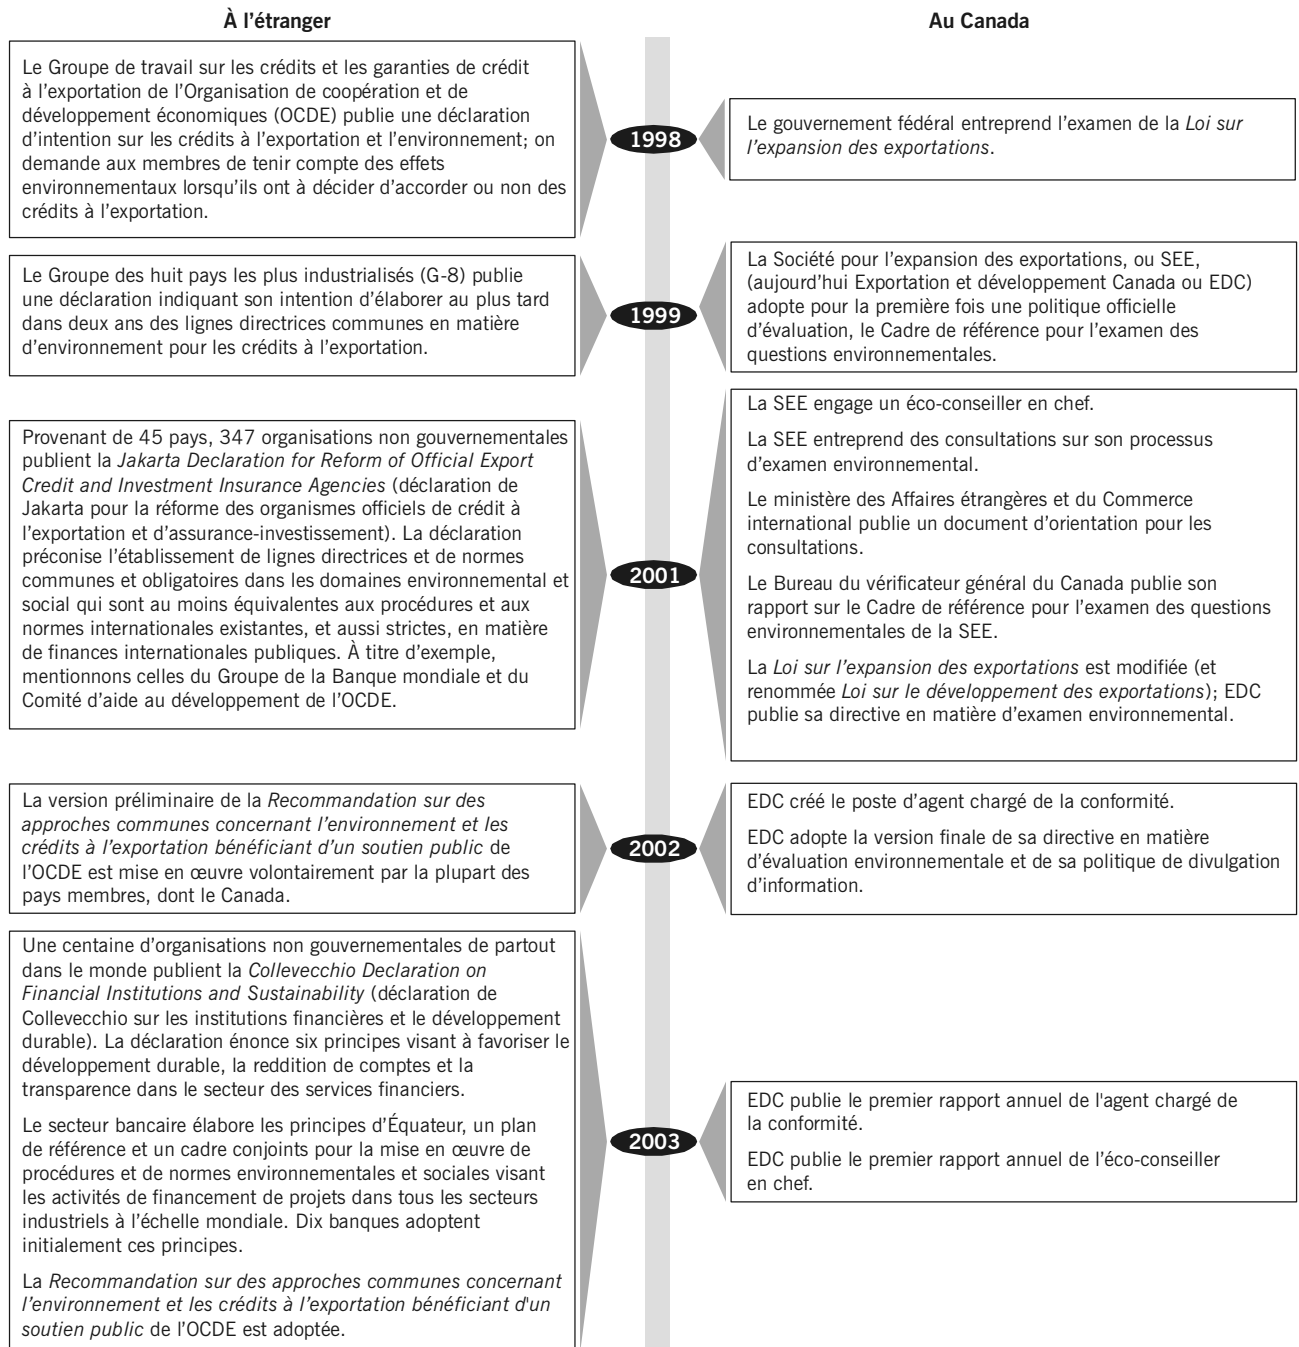 À l’étranger
Au Canada
Le Groupe de travail sur les crédits et les garanties de crédit
à l’exportation de l’Organisation de coopération et de
développement économiques (OCDE) publie une déclaration
d’intention sur les crédits à l’exportation et l’environnement; on
demande aux membres de tenir compte des effets
environnementaux lorsqu’ils ont à décider d’accorder ou non des
crédits à l’exportation.
1998
Le gouvernement fédéral entreprend l’examen de la Loi sur
l’expansion des exportations.
Le Groupe des huit pays les plus industrialisés (G-8) publie
une déclaration indiquant son intention d’élaborer au plus tard
dans deux ans des lignes directrices communes en matière
d’environnement pour les crédits à l’exportation.
1999
La Société pour l’expansion des exportations, ou SEE,
(aujourd’hui Exportation et développement Canada ou EDC)
adopte pour la première fois une politique officielle
d’évaluation, le Cadre de référence pour l’examen des
questions environnementales.
Provenant de 45 pays, 347 organisations non gouvernementales
publient la Jakarta Declaration for Reform of Official Export
Credit and Investment Insurance Agencies (déclaration de
Jakarta pour la réforme des organismes officiels de crédit à
l’exportation et d’assurance-investissement). La déclaration
préconise l’établissement de lignes directrices et de normes
communes et obligatoires dans les domaines environnemental et
social qui sont au moins équivalentes aux procédures et aux
normes internationales existantes, et aussi strictes, en matière
de finances internationales publiques. À titre d’exemple,
mentionnons celles du Groupe de la Banque mondiale et du
Comité d’aide au développement de l’OCDE.
2001
La SEE engage un éco-conseiller en chef.
La SEE entreprend des consultations sur son processus
d’examen environnemental.
Le ministère des Affaires étrangères et du Commerce
international publie un document d’orientation pour les
consultations.
Le Bureau du vérificateur général du Canada publie son
rapport sur le Cadre de référence pour l’examen des questions
environnementales de la SEE.
La Loi sur l’expansion des exportations est modifiée (et
renommée Loi sur le développement des exportations); EDC
publie sa directive en matière d’examen environnemental.
La version préliminaire de la Recommandation sur des
approches communes concernant l’environnement et les
crédits à l’exportation bénéficiant d’un soutien public de
l’OCDE est mise en œuvre volontairement par la plupart des
pays membres, dont le Canada.
2002
EDC créé le poste d’agent chargé de la conformité.
EDC adopte la version finale de sa directive en matière
d’évaluation environnementale et de sa politique de divulgation
d’information.
Une centaine d’organisations non gouvernementales de partout
dans le monde publient la Collevecchio Declaration on
Financial Institutions and Sustainability (déclaration de
Collevecchio sur les institutions financières et le développement
durable). La déclaration énonce six principes visant à favoriser le
développement durable, la reddition de comptes et la
transparence dans le secteur des services financiers.
Le secteur bancaire élabore les principes d’Équateur, un plan
de référence et un cadre conjoints pour la mise en œuvre de
procédures et de normes environnementales et sociales visant
les activités de financement de projets dans tous les secteurs
industriels à l’échelle mondiale. Dix banques adoptent
initialement ces principes.
La Recommandation sur des approches communes concernant
l’environnement et les crédits à l’exportation bénéficiant d'un
soutien public de l’OCDE est adoptée.
2003
EDC publie le premier rapport annuel de l'agent chargé de
la conformité.
EDC publie le premier rapport annuel de l’éco-conseiller
en chef.